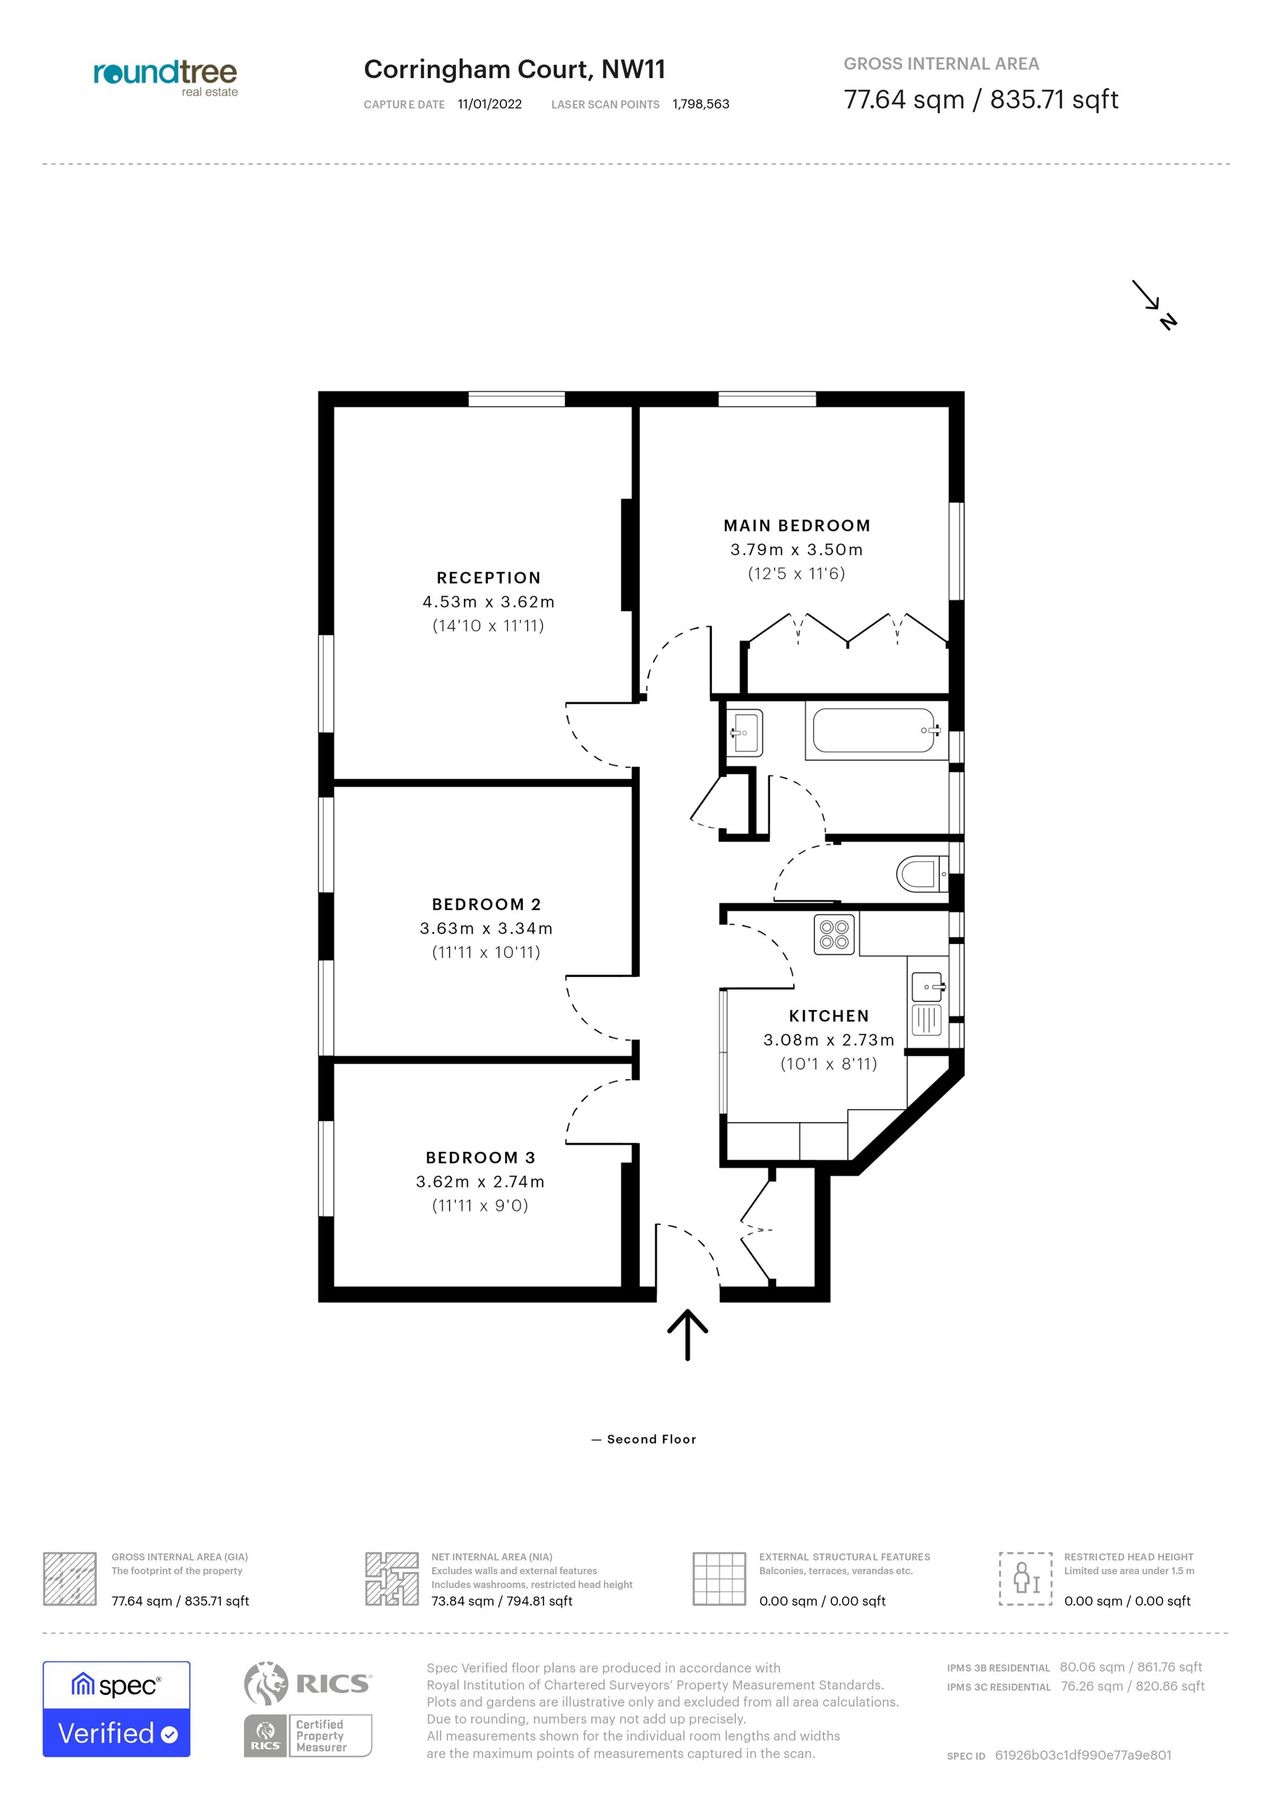 roundtree
real estate
Corringham Court, NW11
CAPTURE DATE 11/01/2022 LASER SCAN POINTS 1,798,563
GROSS INTERNAL AREA
77.64 sqm / 835.71 sqft
N
MAIN BEDROOM
3.79m x 3.50m
(12'5 x 11'6)
RECEPTION
4.53m x 3.62m
(14'10 x 11'11)
BEDROOM 2
3.63m x 3.34m
(11'11 x 10'11)
KITCHEN
3.08m x 2.73m
(10'1 x 8'11)
BEDROOM 3
3.62m x 2.74m
(11'11 x 9'0)
— Second Floor
GROSS INTERNAL AREA (GIA)
The footprint of the property
77.64 sqm / 835.71 sqft
NET INTERNAL AREA (NIA)
Excludes walls and external features
Includes washrooms, restricted head height
73.84 sqm / 794.81 sqft
EXTERNAL STRUCTURAL FEATURES
Balconies, terraces, verandas etc.
0.00 sqm / 0.00 sqft
RESTRICTED HEAD HEIGHT
Limited use area under 1.5 m
0.00 sqm / 0.00 sqft
spec®
Verified
RICS
RICS
Certified
Property
Measurer
Spec Verified floor plans are produced in accordance with
Royal Institution of Chartered Surveyors' Property Measurement Standards.
Plots and gardens are illustrative only and excluded from all area calculations.
Due to rounding, numbers may not add up precisely.
All measurements shown for the individual room lengths and widths
are the maximum points of measurements captured in the scan.
IPMS 3B RESIDENTIAL 80.06 sqm / 861.76 sqft
IPMS 3C RESIDENTIAL 76.26 sqm / 820.86 sqft
SPEC ID 61926b03c1df990e77a9e801